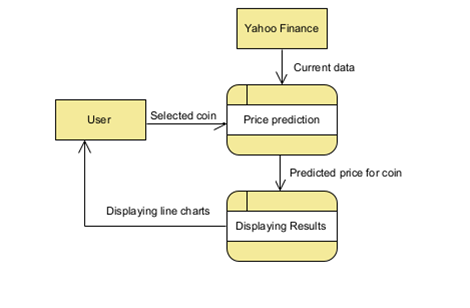 Yahoo Finance
Current data
User
Selected coin
Price prediction
Predicted price for coin
Displaying line charts
Displaying Results